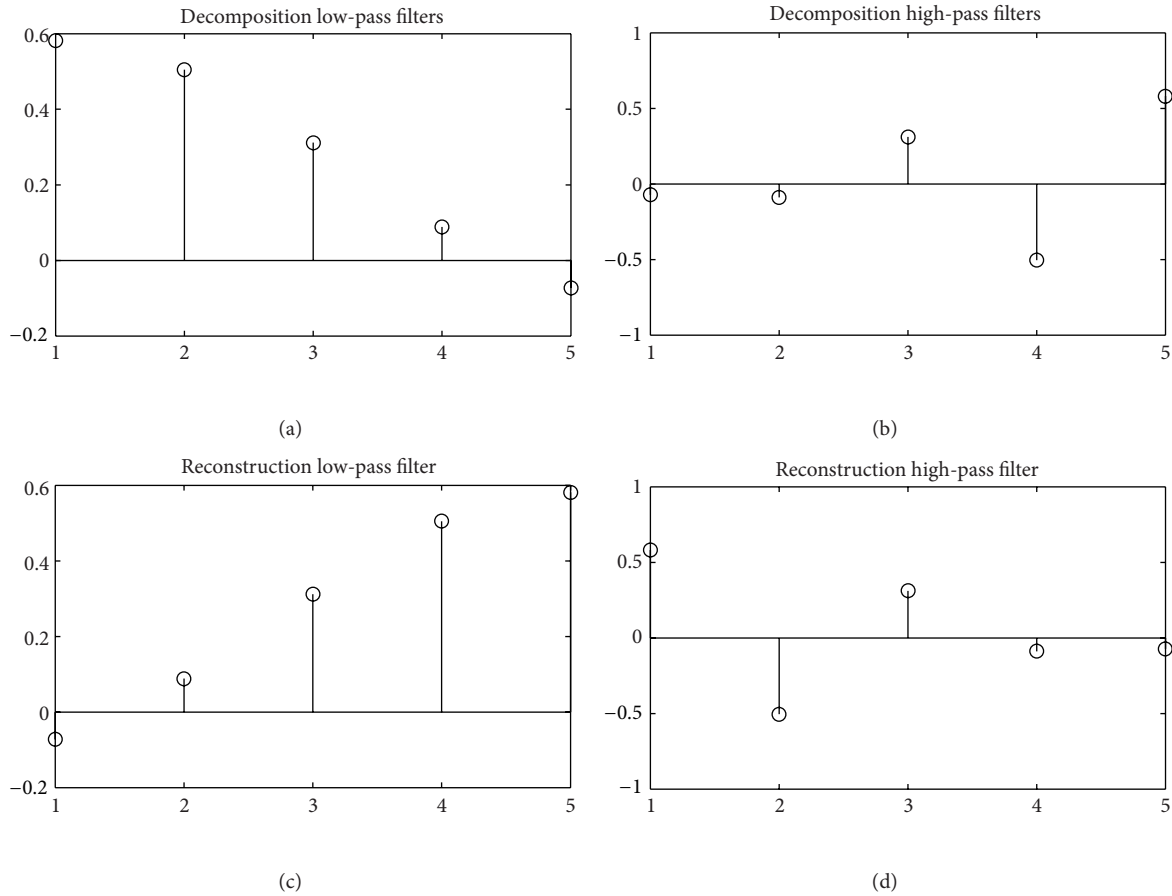 Decomposition low-pass filters
0.6
0.4
0.2
0
−0.2
1 2 3 4 5
(a)
Decomposition high-pass filters
1
0.5
0
−0.5
−1
1 2 3 4 5
(b)
Reconstruction low-pass filter
0.6
0.4
0.2
0
−0.2
1 2 3 4 5
(c)
Reconstruction high-pass filter
1
0.5
0
−0.5
−1
1 2 3 4 5
(d)